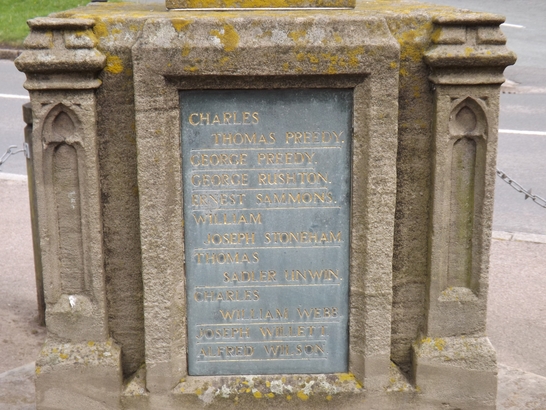 CHARLES
THOMAS PREEDY.
GEORGE PREEDY.
GEORGE RUSHTON.
ERNEST SAMMONS.
WILLIAM
JOSEPH STONEHAM.
THOMAS
SADLER UNWIN.
CHARLES
WILLIAM WEBB.
JOSEPH WILLETT.
ALFRED WILSON.